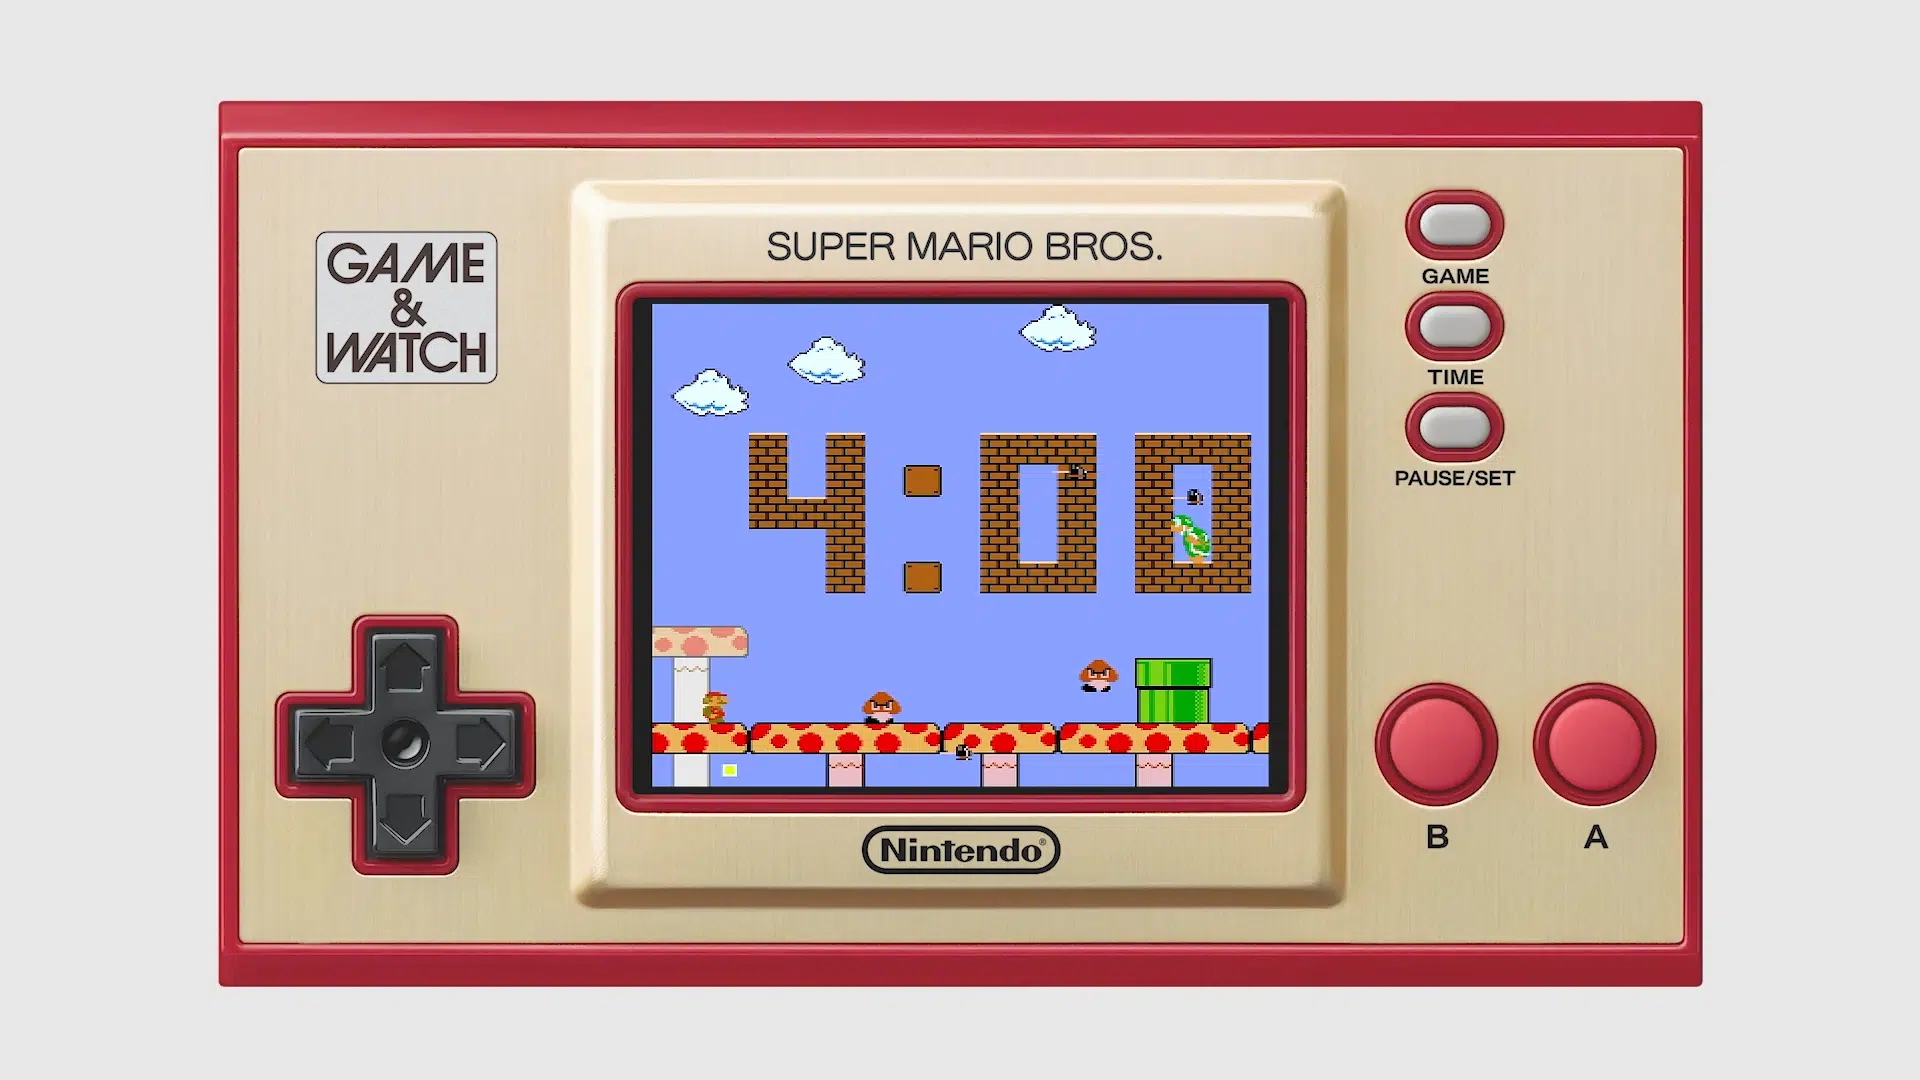 GAME
&
WATCH
SUPER MARIO BROS.
4:00
Nintendo®
GAME
TIME
PAUSE/SET
B
A